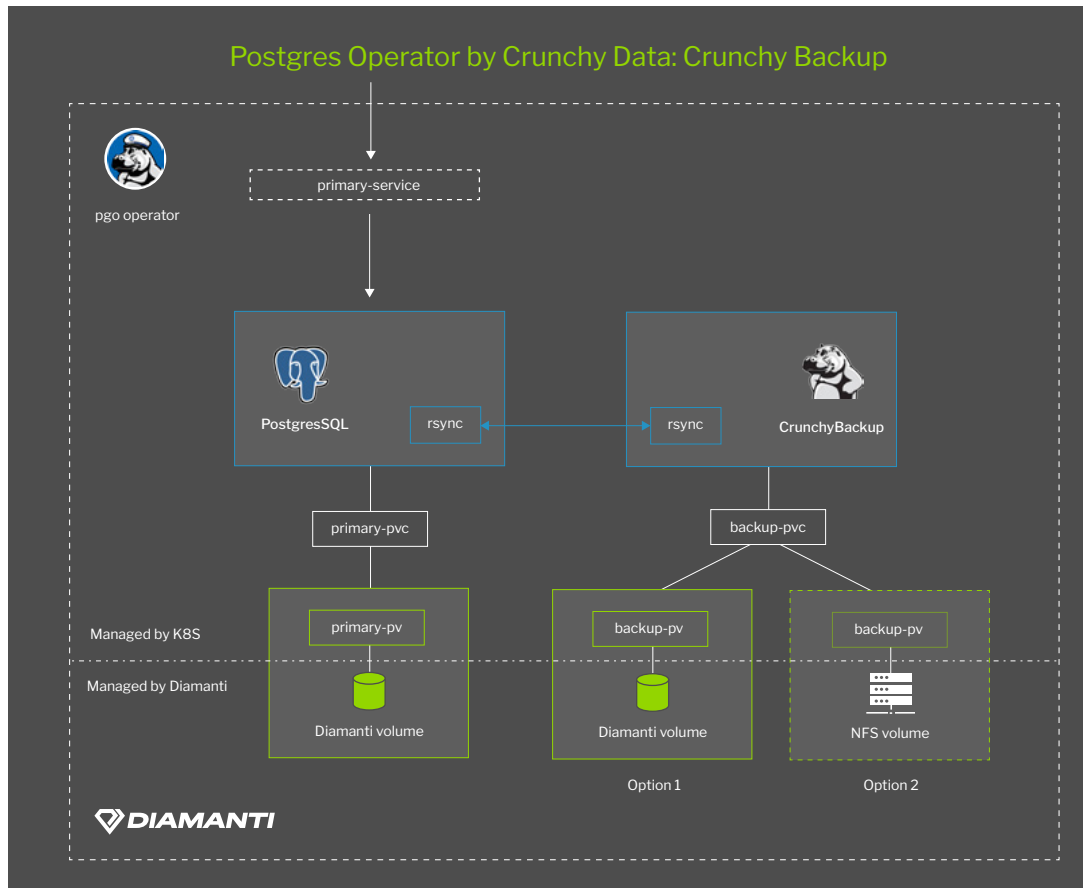 Postgres Operator by Crunchy Data: Crunchy Backup
pgo operator
primary-service
PostgresSQL
rsync
rsync
CrunchyBackup
primary-pvc
backup-pvc
primary-pv
backup-pv
backup-pv
Managed by K8S
Managed by Diamanti
Diamanti volume
Diamanti volume
NFS volume
Option 1
Option 2
DIAMANTI